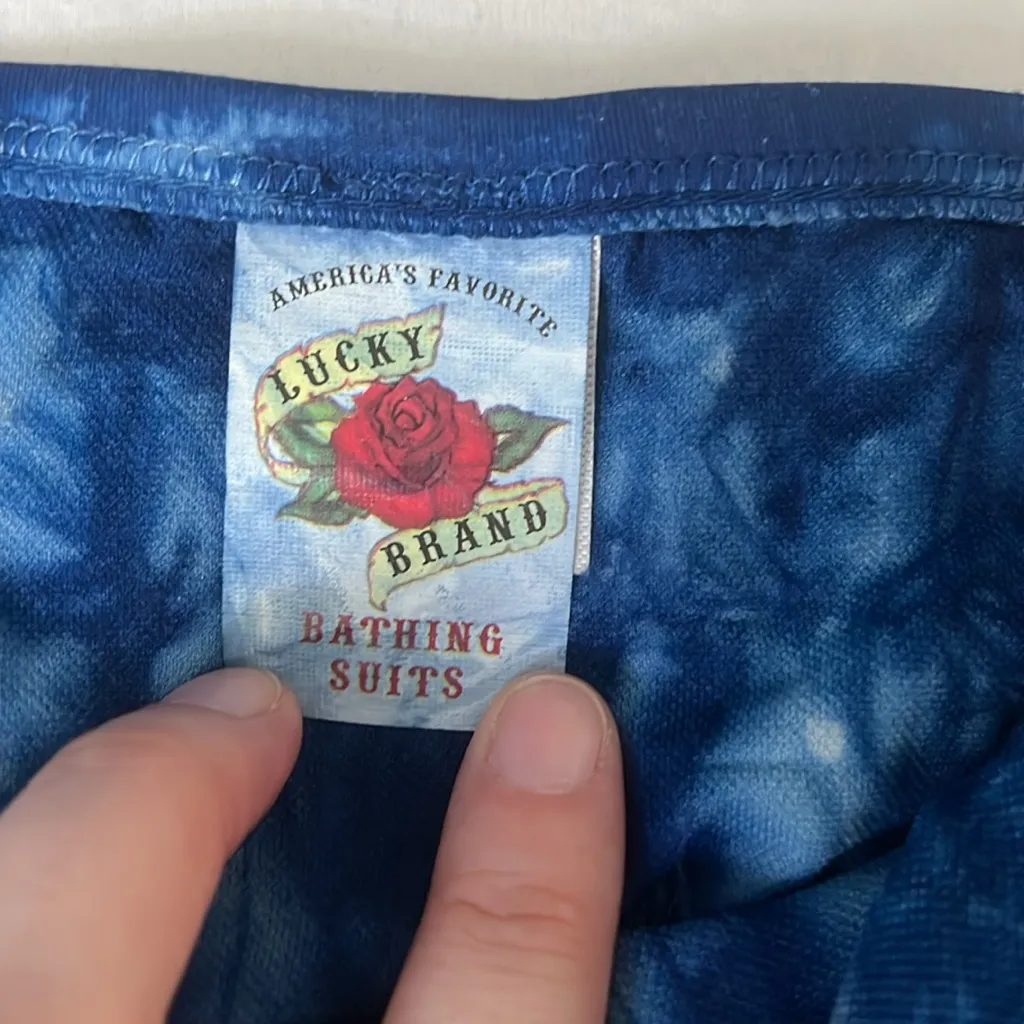 AMERICA'S FAVORITE
LUCKY
BRAND
BATHING
SUITS